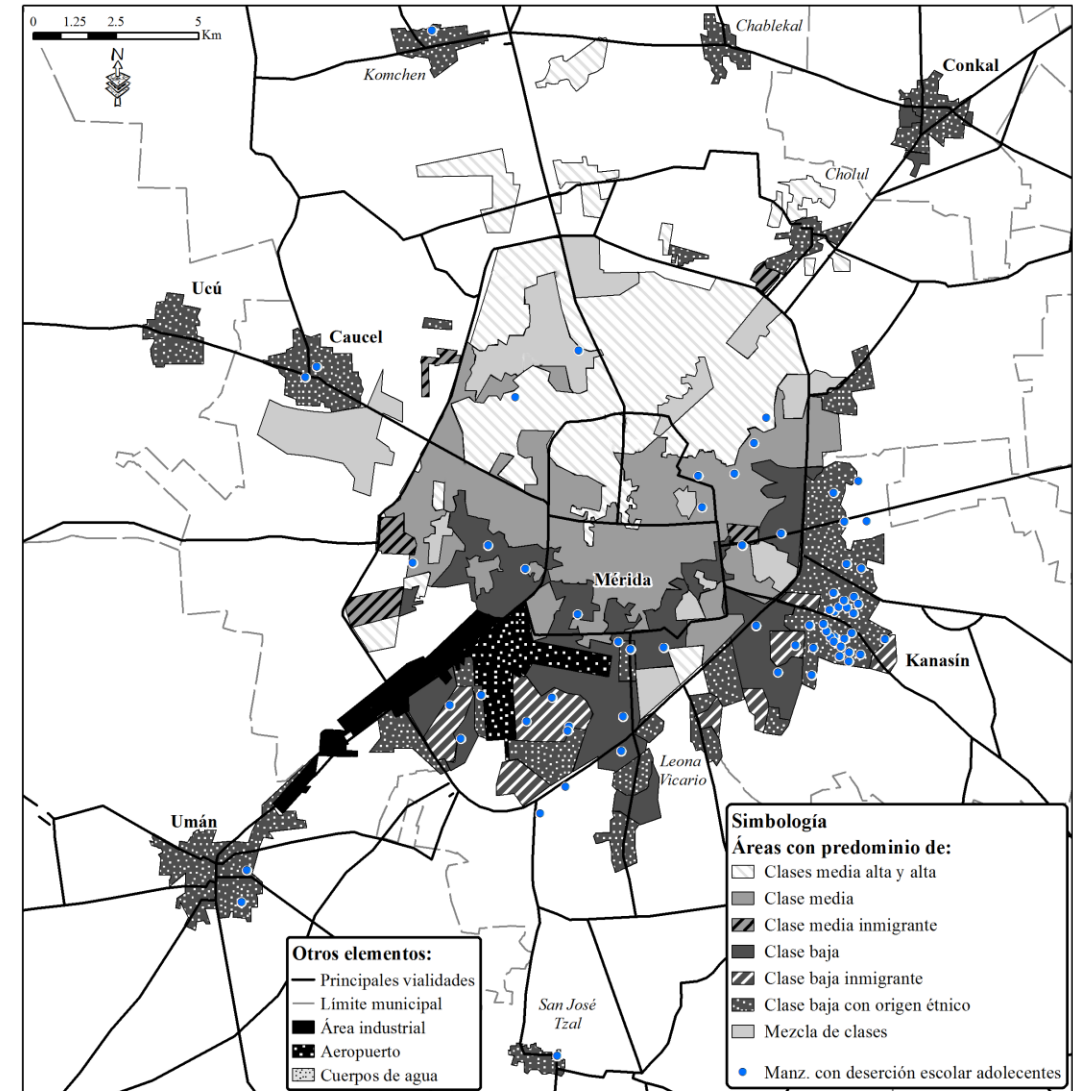 0 1.25 2.5 5
Km
N
Komchen
Chablekal
Conkal
Cholul
Ucú
Caucel
Mérida
Kanasín
Leona
Vicario
Umán
San José
Tzal
Otros elementos:
Principales vialidades
Límite municipal
Área industrial
Aeropuerto
Cuerpos de agua
Simbología
Áreas con predominio de:
Clases media alta y alta
Clase media
Clase media inmigrante
Clase baja
Clase baja inmigrante
Clase baja con origen étnico
Mezcla de clases
Manz. con deserción escolar adolecentes